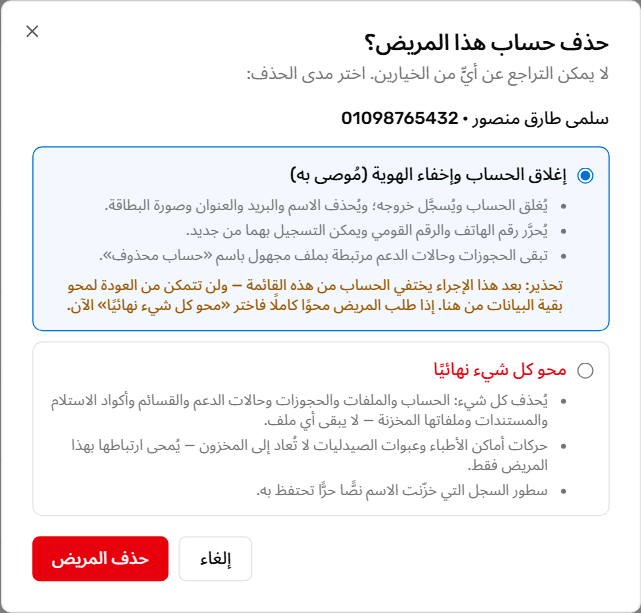 حذف حساب هذا المريض؟
لا يمكن التراجع عن أيٍّ من الخيارين. اختر مدى الحذف:
سلمى طارق منصور • 01098765432
إغلاق الحساب وإخفاء الهوية (مُوصى به)
• يُغلق الحساب ويُسجَّل خروجه؛ ويُحذف الاسم والبريد والعنوان وصورة البطاقة.
• يُحرَّر رقم الهاتف والرقم القومي ويمكن التسجيل بهما من جديد.
• تبقى الحجوزات وحالات الدعم مرتبطة بملف مجهول باسم «حساب محذوف».
تحذير: بعد هذا الإجراء يختفي الحساب من هذه القائمة – ولن تتمكن من العودة لمحو
بقية البيانات من هنا. إذا طلب المريض محوًا كاملًا فاختر «محو كل شيء نهائيًا» الآن.
محو كل شيء نهائيًا
• يُحذف كل شيء: الحساب والملفات والحجوزات وحالات الدعم والقسائم وأكواد الاستلام
والمستندات وملفاتها المخزنة – لا يبقى أي ملف.
• حركات أماكن الأطباء وعبوات الصيدليات لا تُعاد إلى المخزون – يُمحى ارتباطها بهذا
المريض فقط.
• سطور السجل التي خزّنت الاسم نصًّا حرًّا تحتفظ به.
إلغاء
حذف المريض